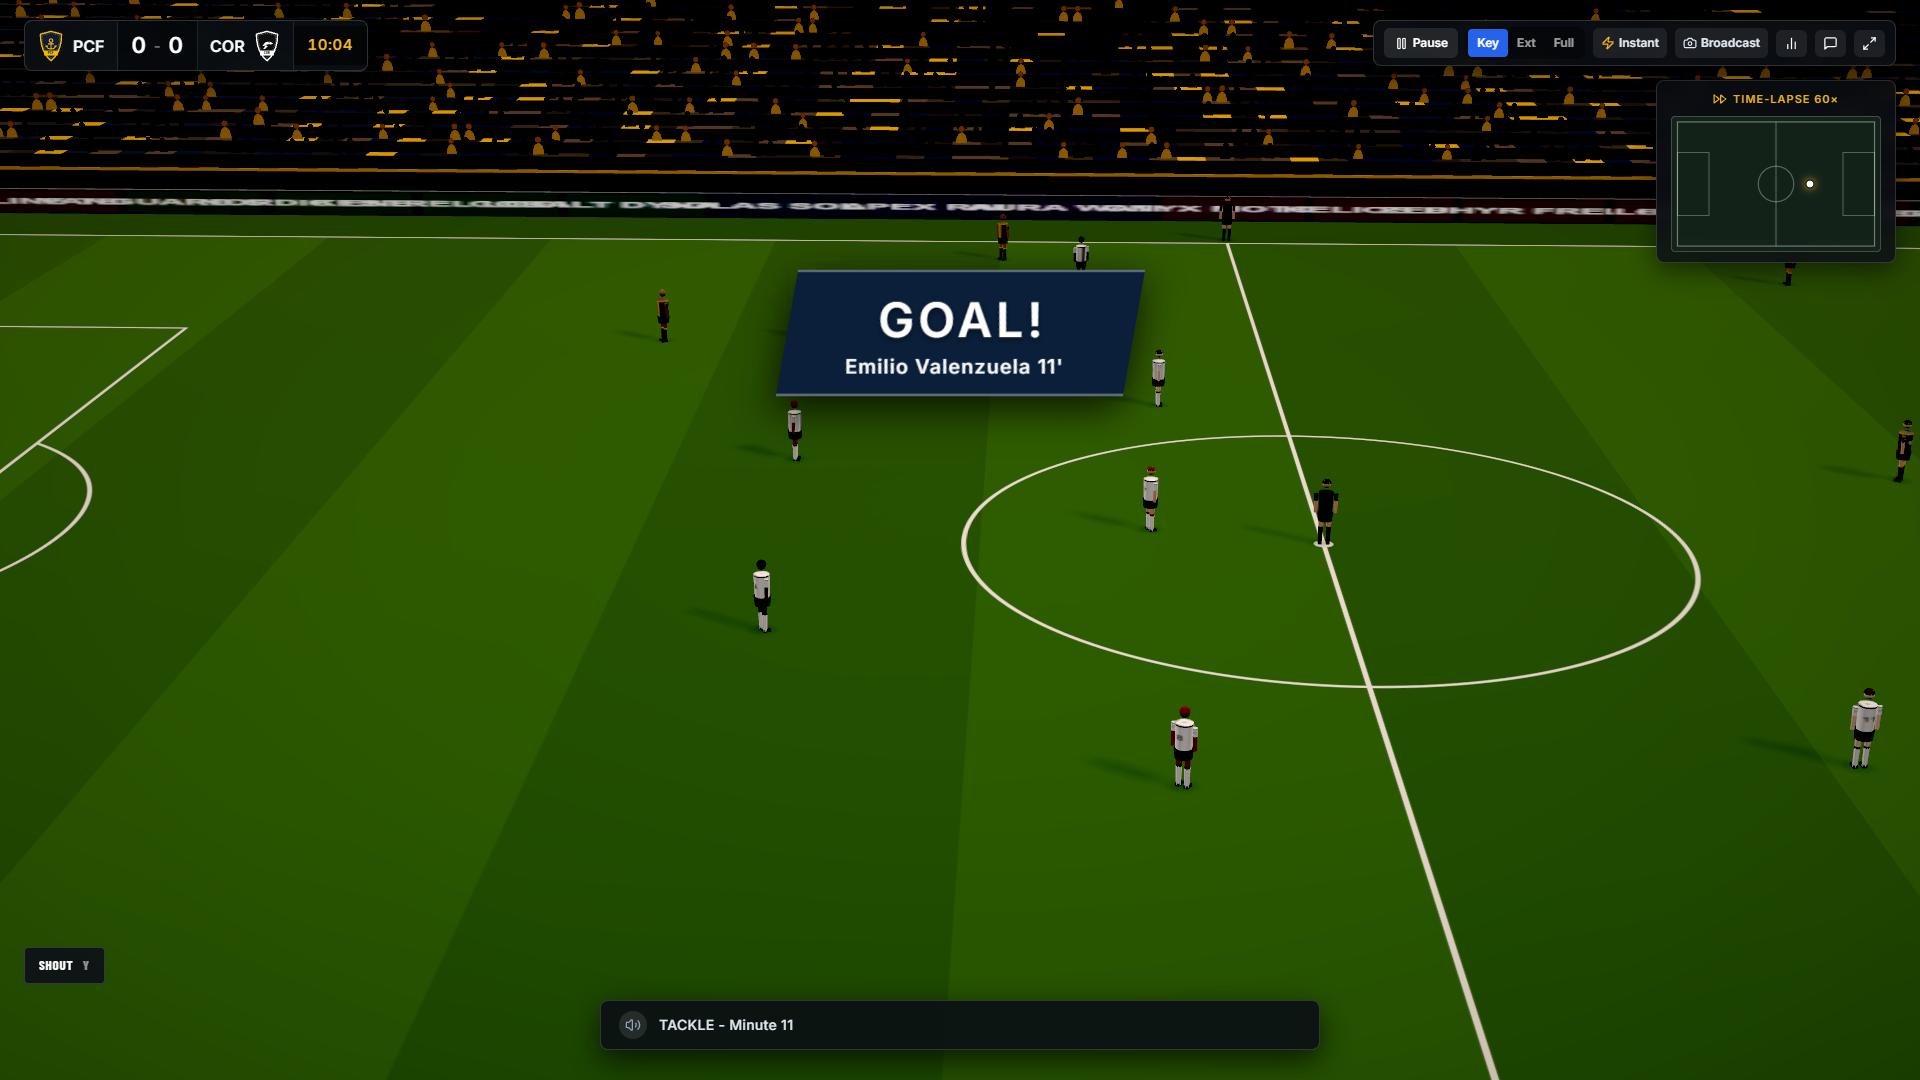 PCF 0 - 0 COR 10:04
Pause Key Ext Full Instant Broadcast
TIME-LAPSE 60×
GOAL!
Emilio Valenzuela 11'
SHOUT Y
TACKLE - Minute 11